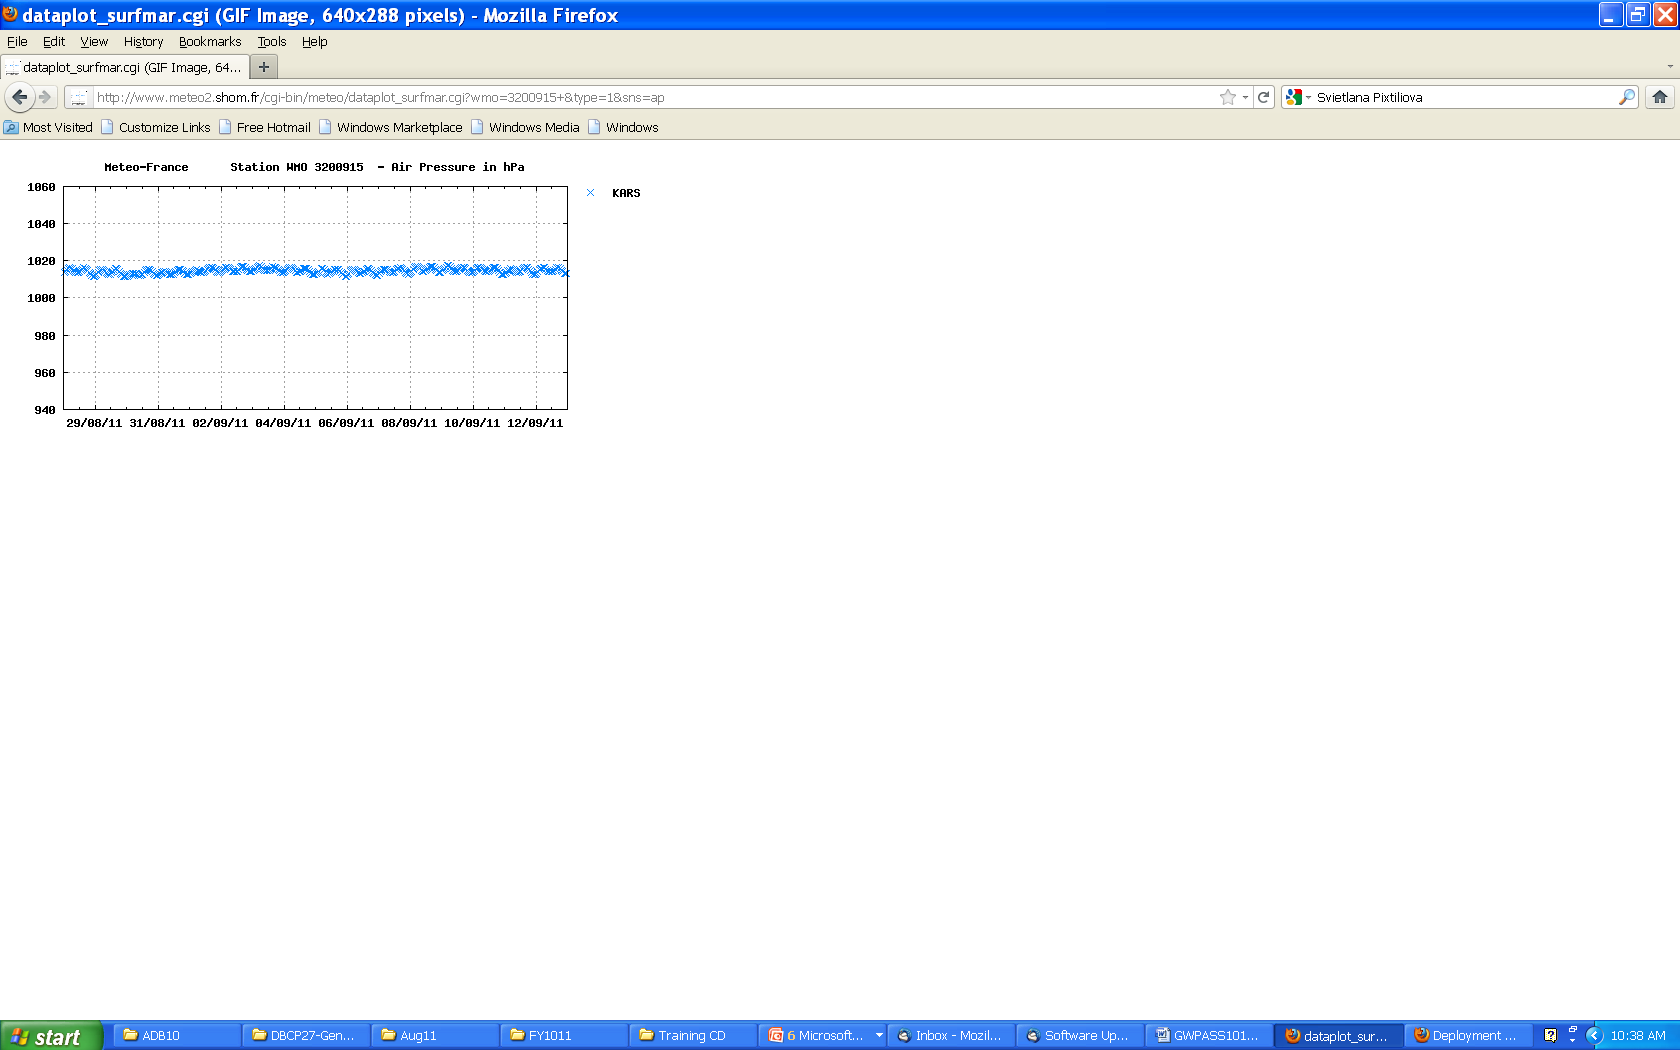 dataplot_surfmar.cgi (GIF Image, 640x288 pixels) - Mozilla Firefox
File Edit View History Bookmarks Tools Help
dataplot_surfmar.cgi (GIF Image, 64... +
http://www.meteo2.shom.fr/cgi-bin/meteo/dataplot_surfmar.cgi?wmo=3200915+&type=1&sns=ap
Svietlana Pixtiliova
Most Visited Customize Links Free Hotmail Windows Marketplace Windows Media Windows
Meteo-France Station WMO 3200915 - Air Pressure in hPa
1060
KARS
1040
1020
1000
980
960
940
29/08/11 31/08/11 02/09/11 04/09/11 06/09/11 08/09/11 10/09/11 12/09/11
start ADB10 DBCP27-Gen... Aug11 FY1011 Training CD 6 Microsoft... Inbox - Mozil... Software Up... GWPASS101... dataplot_sur... Deployment ... 10:38 AM